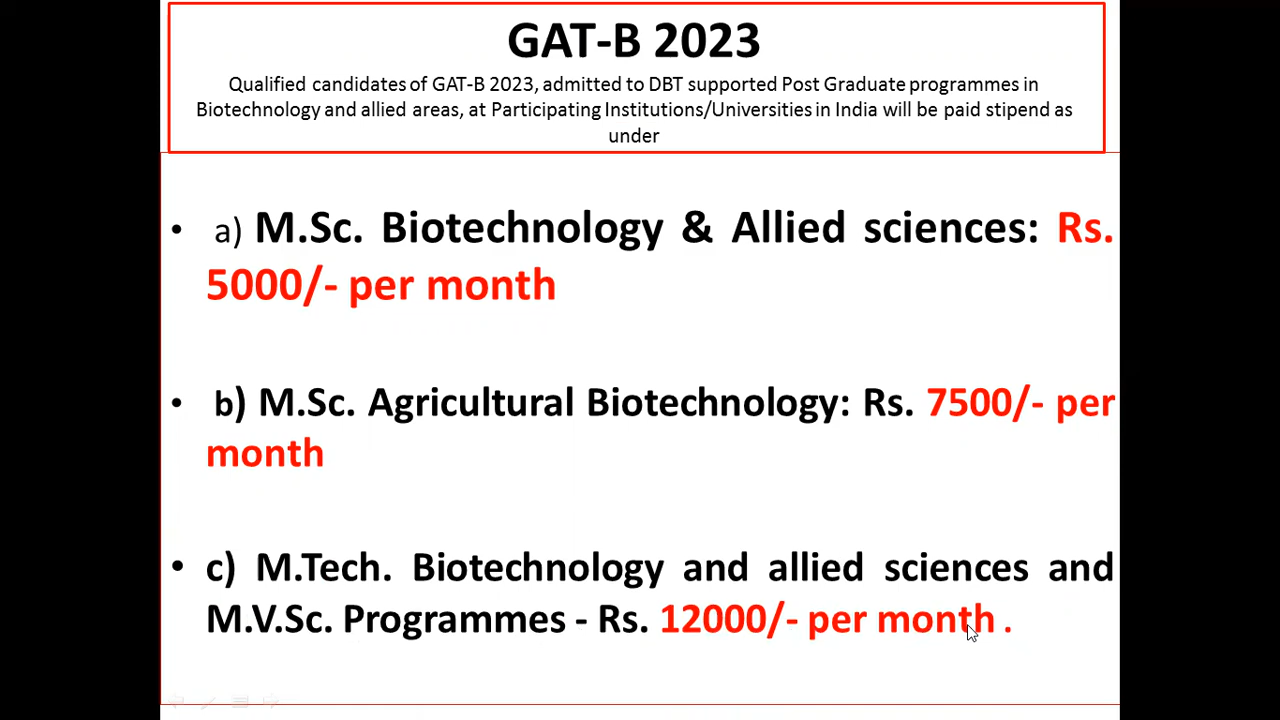 GAT-B 2023
Qualified candidates of GAT-B 2023, admitted to DBT supported Post Graduate programmes in
Biotechnology and allied areas, at Participating Institutions/Universities in India will be paid stipend as
under
• a) M.Sc. Biotechnology & Allied sciences: Rs.
5000/- per month
• b) M.Sc. Agricultural Biotechnology: Rs. 7500/- per
month
• c) M.Tech. Biotechnology and allied sciences and
M.V.Sc. Programmes - Rs. 12000/- per month .